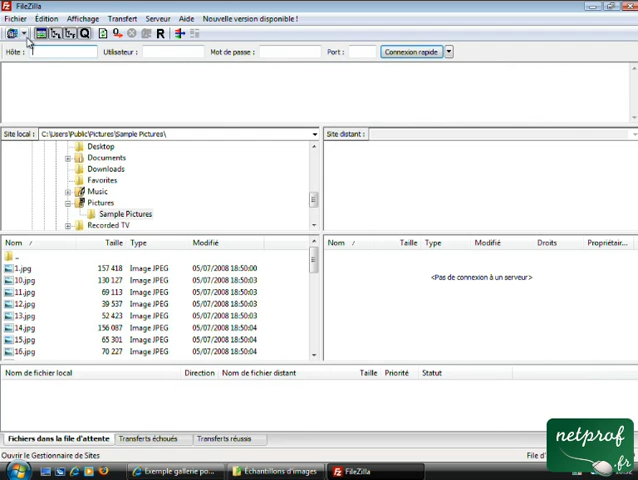 FileZilla
Fichier Édition Affichage Transfert Serveur Aide Nouvelle version disponible !
Hôte : Utilisateur : Mot de passe : Port : Connexion rapide
Site local : C:\Users\Public\Pictures\Sample Pictures\ Site distant :
Desktop
Documents
Downloads
Favorites
Music
Pictures
Sample Pictures
Recorded TV
Nom / Taille Type Modifié Nom / Taille Type Modifié Droits Propriétair...
..
1.jpg 157 418 Image JPEG 05/07/2008 18:50:00
<Pas de connexion à un serveur>
10.jpg 130 127 Image JPEG 05/07/2008 18:50:03
11.jpg 69 113 Image JPEG 05/07/2008 18:50:03
12.jpg 39 537 Image JPEG 05/07/2008 18:50:03
13.jpg 52 423 Image JPEG 05/07/2008 18:50:03
14.jpg 156 087 Image JPEG 05/07/2008 18:50:04
15.jpg 65 301 Image JPEG 05/07/2008 18:50:04
16.jpg 70 227 Image JPEG 05/07/2008 18:50:04
Nom de fichier local Direction Nom de fichier distant Taille Priorité Statut
Fichiers dans la file d'attente Transferts échoués Transferts réussis
Ouvrir le Gestionnaire de Sites File d'
Exemple gallerie po... Échantillons d'images FileZilla
netprof
.fr